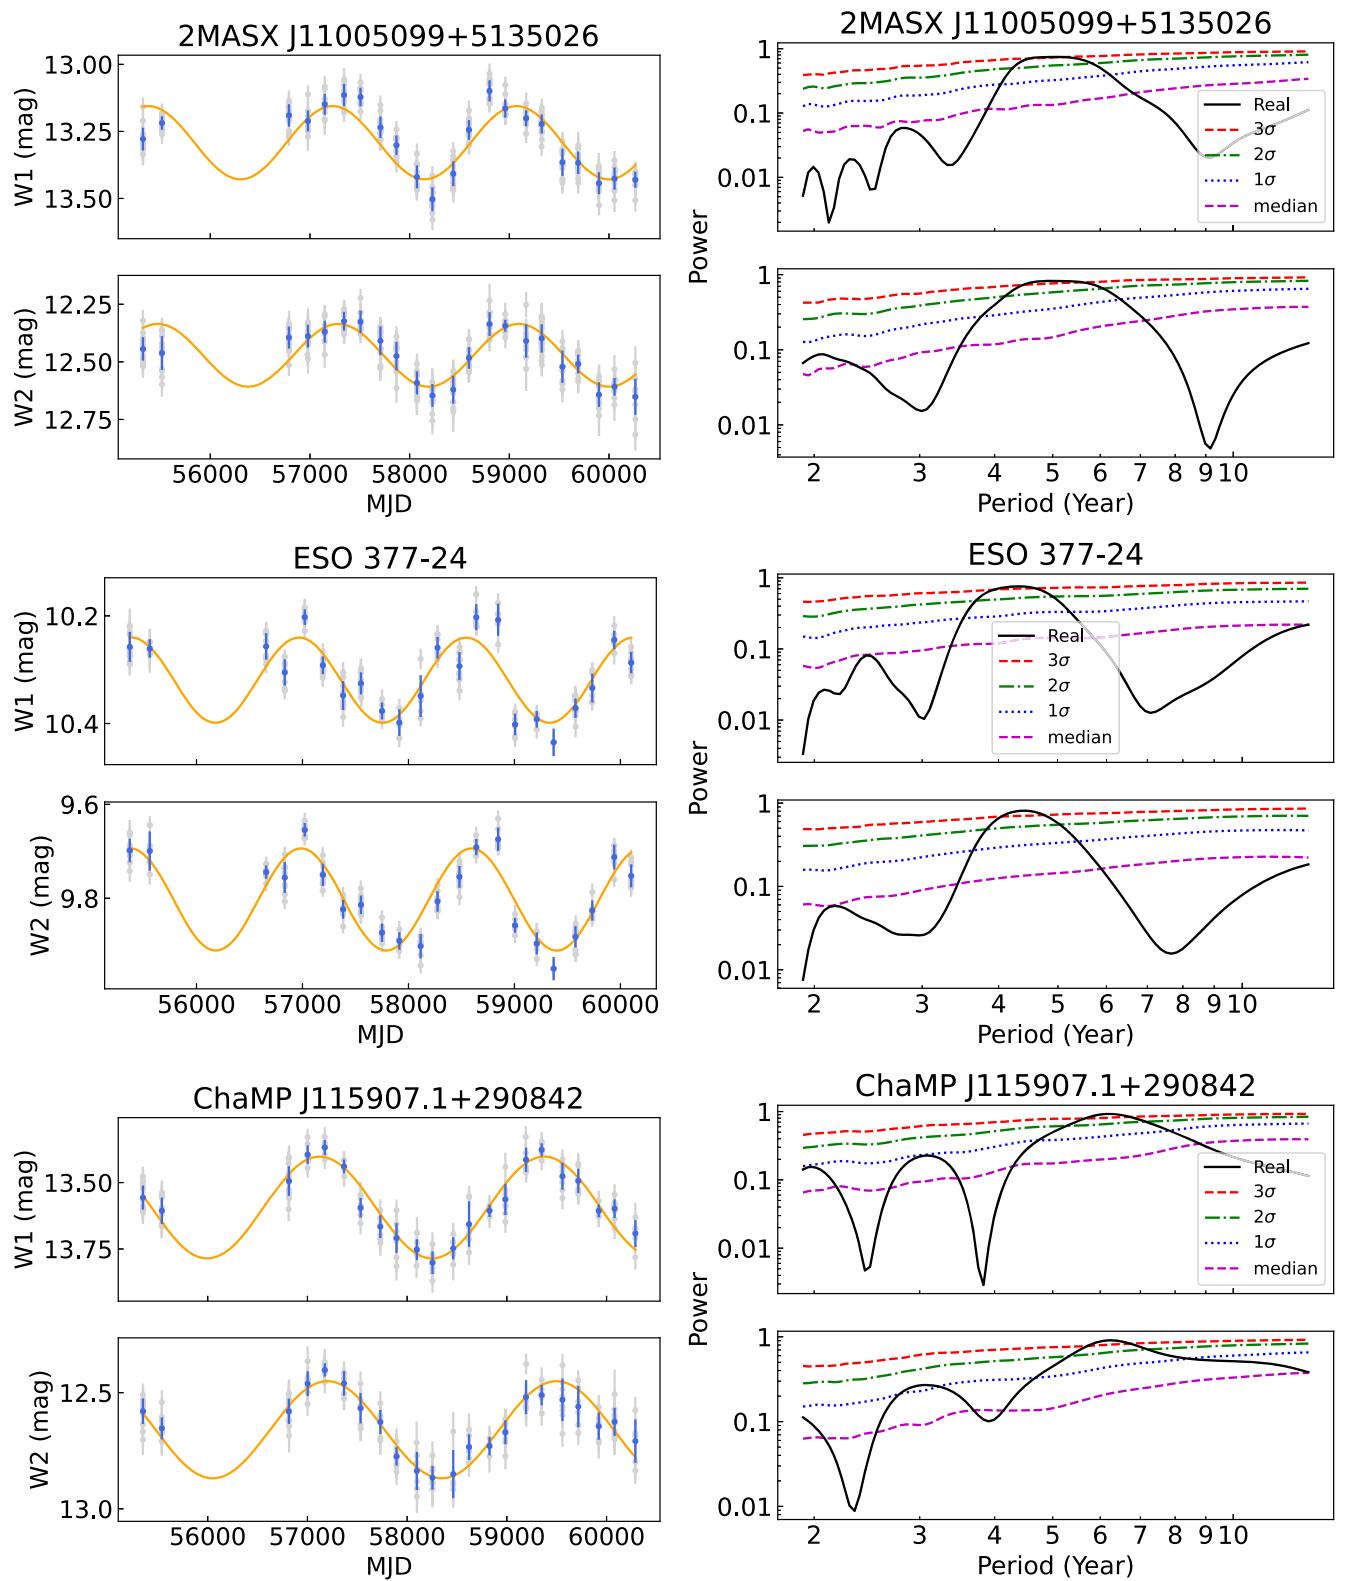 2MASX J11005099+5135026
W1 (mag)
13.00
13.25
13.50
W2 (mag)
12.25
12.50
12.75
56000 57000 58000 59000 60000
MJD
2MASX J11005099+5135026
Power
1
0.1
0.01
Real
3σ
2σ
1σ
median
1
0.1
0.01
2 3 4 5 6 7 8 9 10
Period (Year)
ESO 377-24
W1 (mag)
10.2
10.4
W2 (mag)
9.6
9.8
56000 57000 58000 59000 60000
MJD
ESO 377-24
Power
1
0.1
0.01
Real
3σ
2σ
1σ
median
1
0.1
0.01
2 3 4 5 6 7 8 9 10
Period (Year)
ChaMP J115907.1+290842
W1 (mag)
13.50
13.75
W2 (mag)
12.5
13.0
56000 57000 58000 59000 60000
MJD
ChaMP J115907.1+290842
Power
1
0.1
0.01
Real
3σ
2σ
1σ
median
1
0.1
0.01
2 3 4 5 6 7 8 9 10
Period (Year)